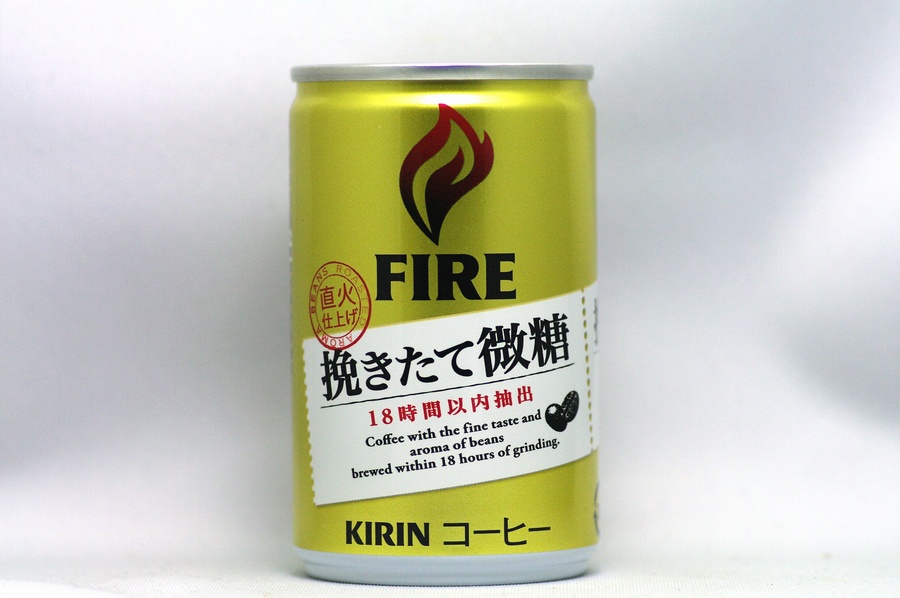 FIRE
BEANS ROASTED AROMA
直火
仕上げ
挽きたて微糖
18時間以内抽出
Coffee with the fine taste and
aroma of beans
brewed within 18 hours of grinding.
KIRIN コーヒー